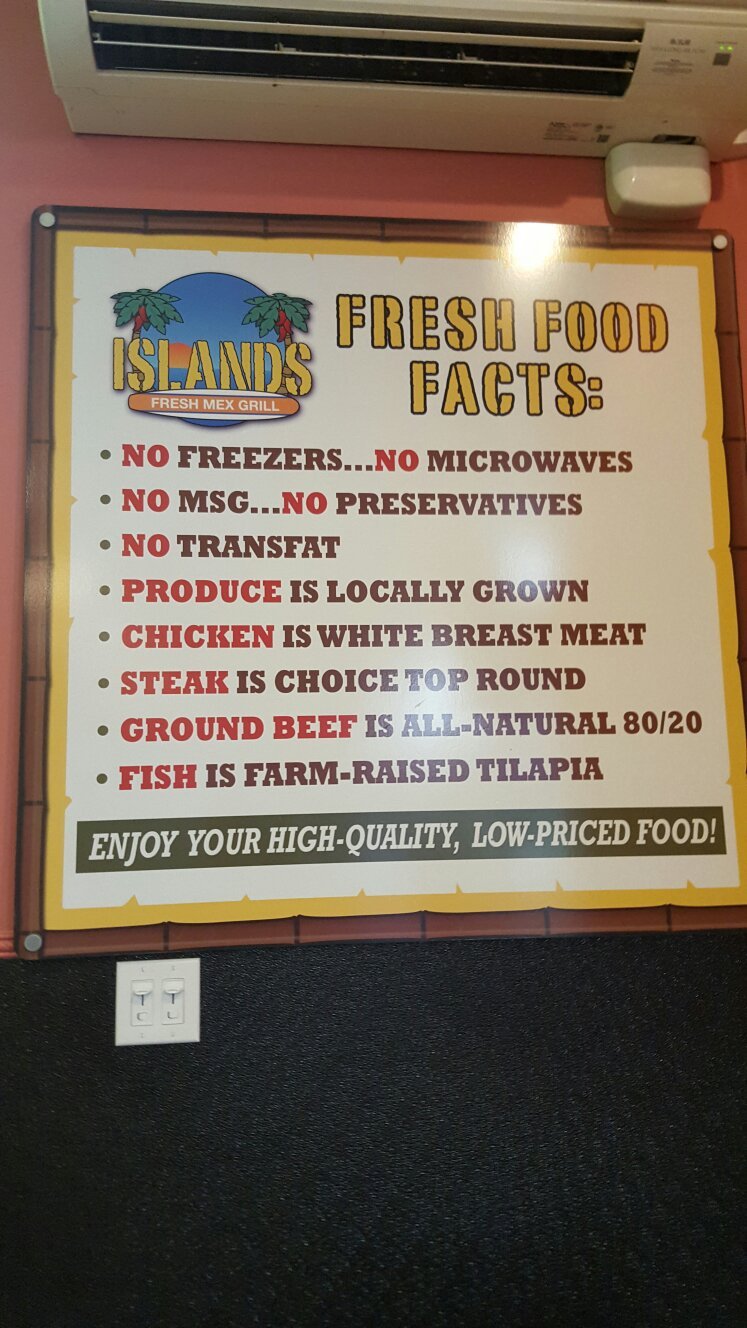 ISLANDS
FRESH MEX GRILL
FRESH FOOD
FACTS:
• NO FREEZERS...NO MICROWAVES
• NO MSG...NO PRESERVATIVES
• NO TRANSFAT
• PRODUCE IS LOCALLY GROWN
• CHICKEN IS WHITE BREAST MEAT
• STEAK IS CHOICE TOP ROUND
• GROUND BEEF IS ALL-NATURAL 80/20
• FISH IS FARM-RAISED TILAPIA
ENJOY YOUR HIGH-QUALITY, LOW-PRICED FOOD!